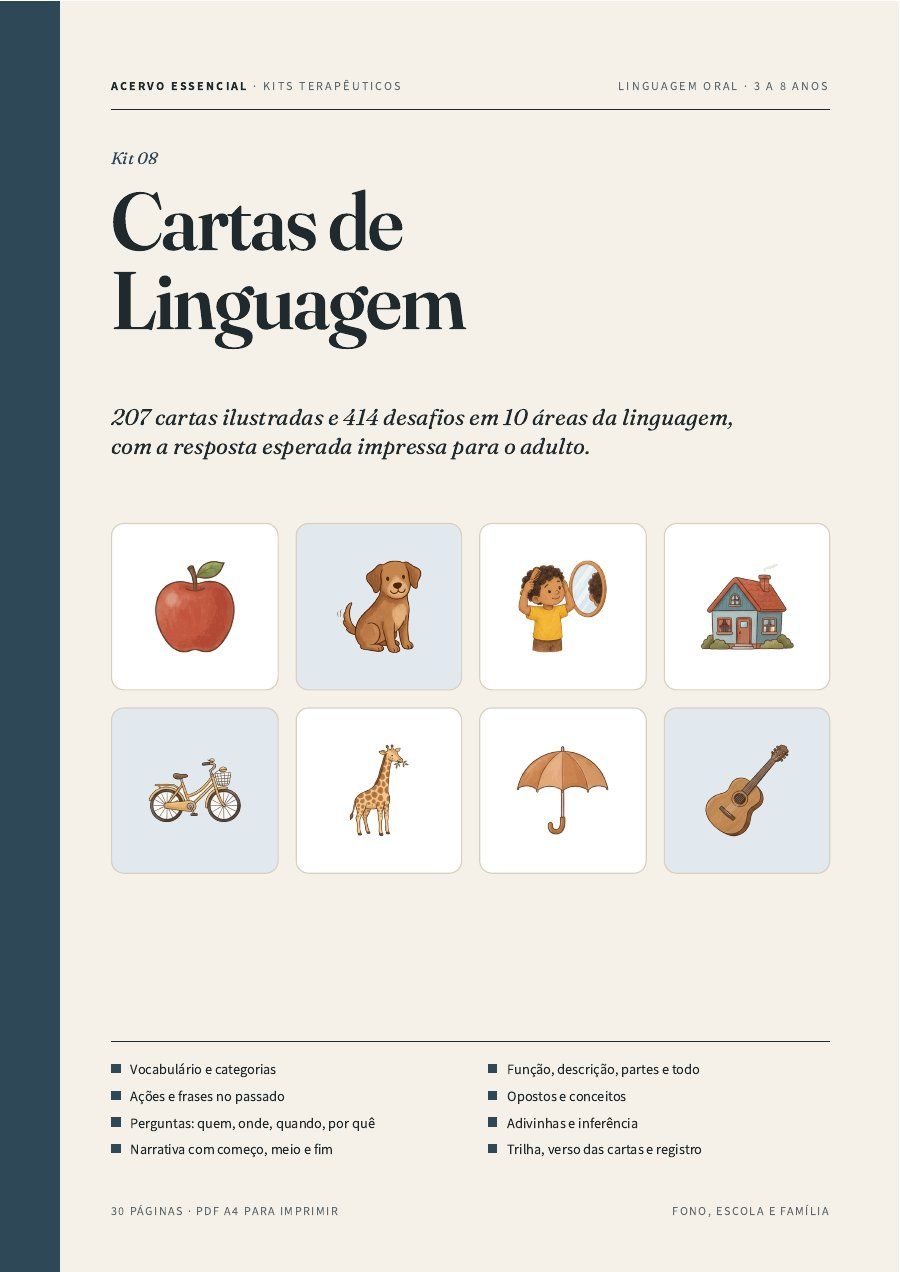 ACERVO ESSENCIAL · KITS TERAPÊUTICOS
LINGUAGEM ORAL · 3 A 8 ANOS
Kit 08
Cartas de
Linguagem
207 cartas ilustradas e 414 desafios em 10 áreas da linguagem,
com a resposta esperada impressa para o adulto.
Vocabulário e categorias
Ações e frases no passado
Perguntas: quem, onde, quando, por quê
Narrativa com começo, meio e fim
Função, descrição, partes e todo
Opostos e conceitos
Adivinhas e inferência
Trilha, verso das cartas e registro
30 PÁGINAS · PDF A4 PARA IMPRIMIR
FONO, ESCOLA E FAMÍLIA